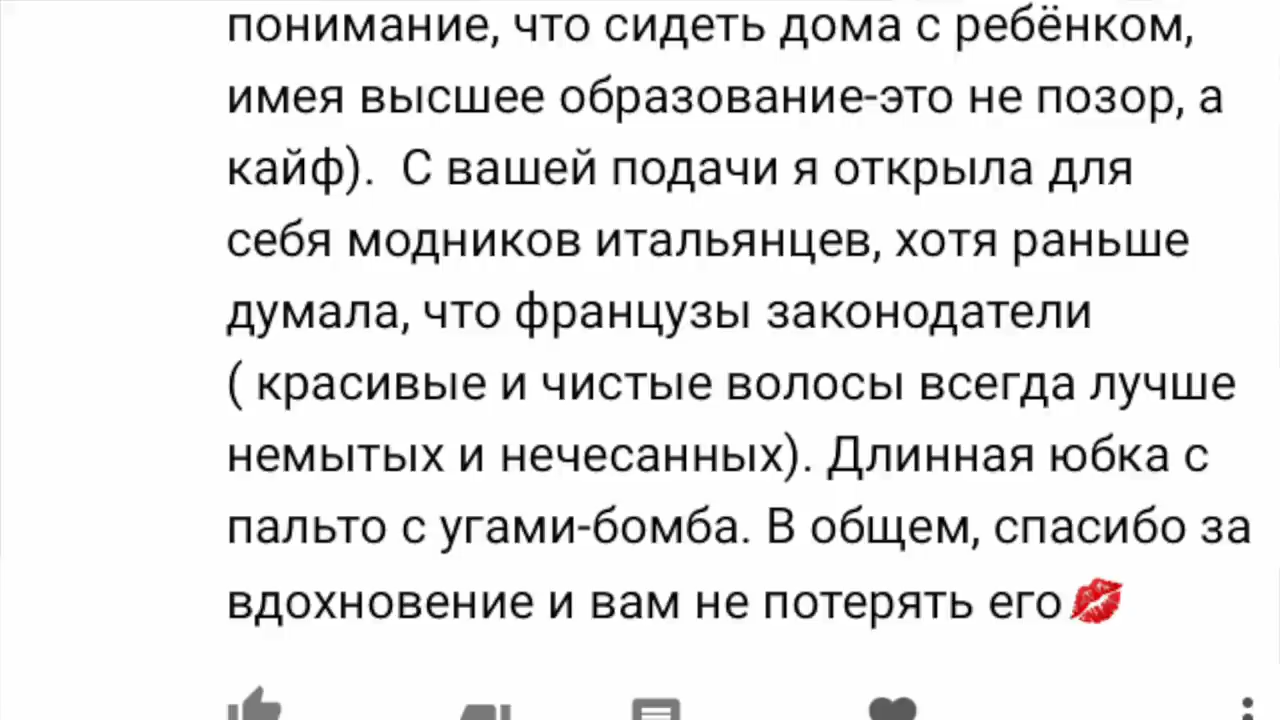 понимание, что сидеть дома с ребёнком,
имея высшее образование-это не позор, а
кайф).  С вашей подачи я открыла для
себя модников итальянцев, хотя раньше
думала, что французы законодатели
( красивые и чистые волосы всегда лучше
немытых и нечесанных). Длинная юбка с
пальто с угами-бомба. В общем, спасибо за
вдохновение и вам не потерять его💋